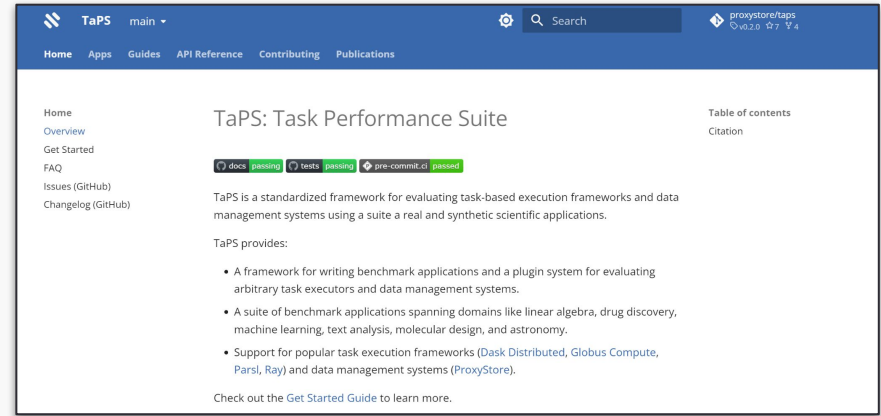 TaPS main
Search
proxystore/taps
v0.2.0 7 4
Home Apps Guides API Reference Contributing Publications
Home
Overview
Get Started
FAQ
Issues (GitHub)
Changelog (GitHub)
TaPS: Task Performance Suite
docs passing tests passing pre-commit.ci passed
TaPS is a standardized framework for evaluating task-based execution frameworks and data
management systems using a suite a real and synthetic scientific applications.
TaPS provides:
• A framework for writing benchmark applications and a plugin system for evaluating
arbitrary task executors and data management systems.
• A suite of benchmark applications spanning domains like linear algebra, drug discovery,
machine learning, text analysis, molecular design, and astronomy.
• Support for popular task execution frameworks (Dask Distributed, Globus Compute,
Parsl, Ray) and data management systems (ProxyStore).
Check out the Get Started Guide to learn more.
Table of contents
Citation